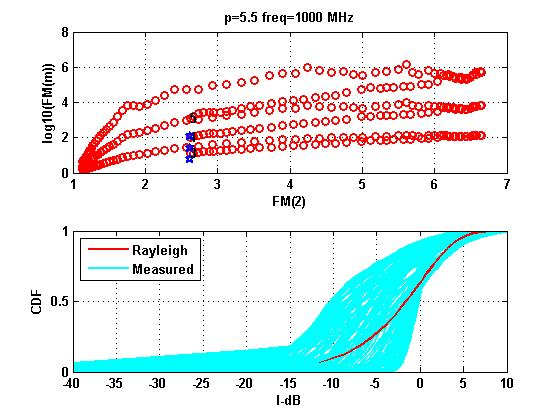 p=5.5 freq=1000 MHz
log10(FM(m))
8
6
4
2
0
1 2 3 4 5 6 7
FM(2)
CDF
1
0.5
0
Rayleigh
Measured
-40 -35 -30 -25 -20 -15 -10 -5 0 5 10
I-dB